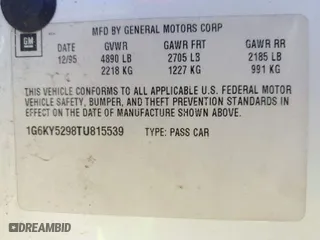 GM
MFD BY GENERAL MOTORS CORP
DATE GVWR GAWR FRT GAWR RR
12/95 4890 LB 2705 LB 2185 LB
2218 KG 1227 KG 991 KG
THIS VEHICLE CONFORMS TO ALL APPLICABLE U.S. FEDERAL MOTOR
VEHICLE SAFETY, BUMPER, AND THEFT PREVENTION STANDARDS IN
EFFECT ON THE DATE OF MANUFACTURE SHOWN ABOVE.
1G6KY5298TU815539 TYPE: PASS CAR
DREAMBID